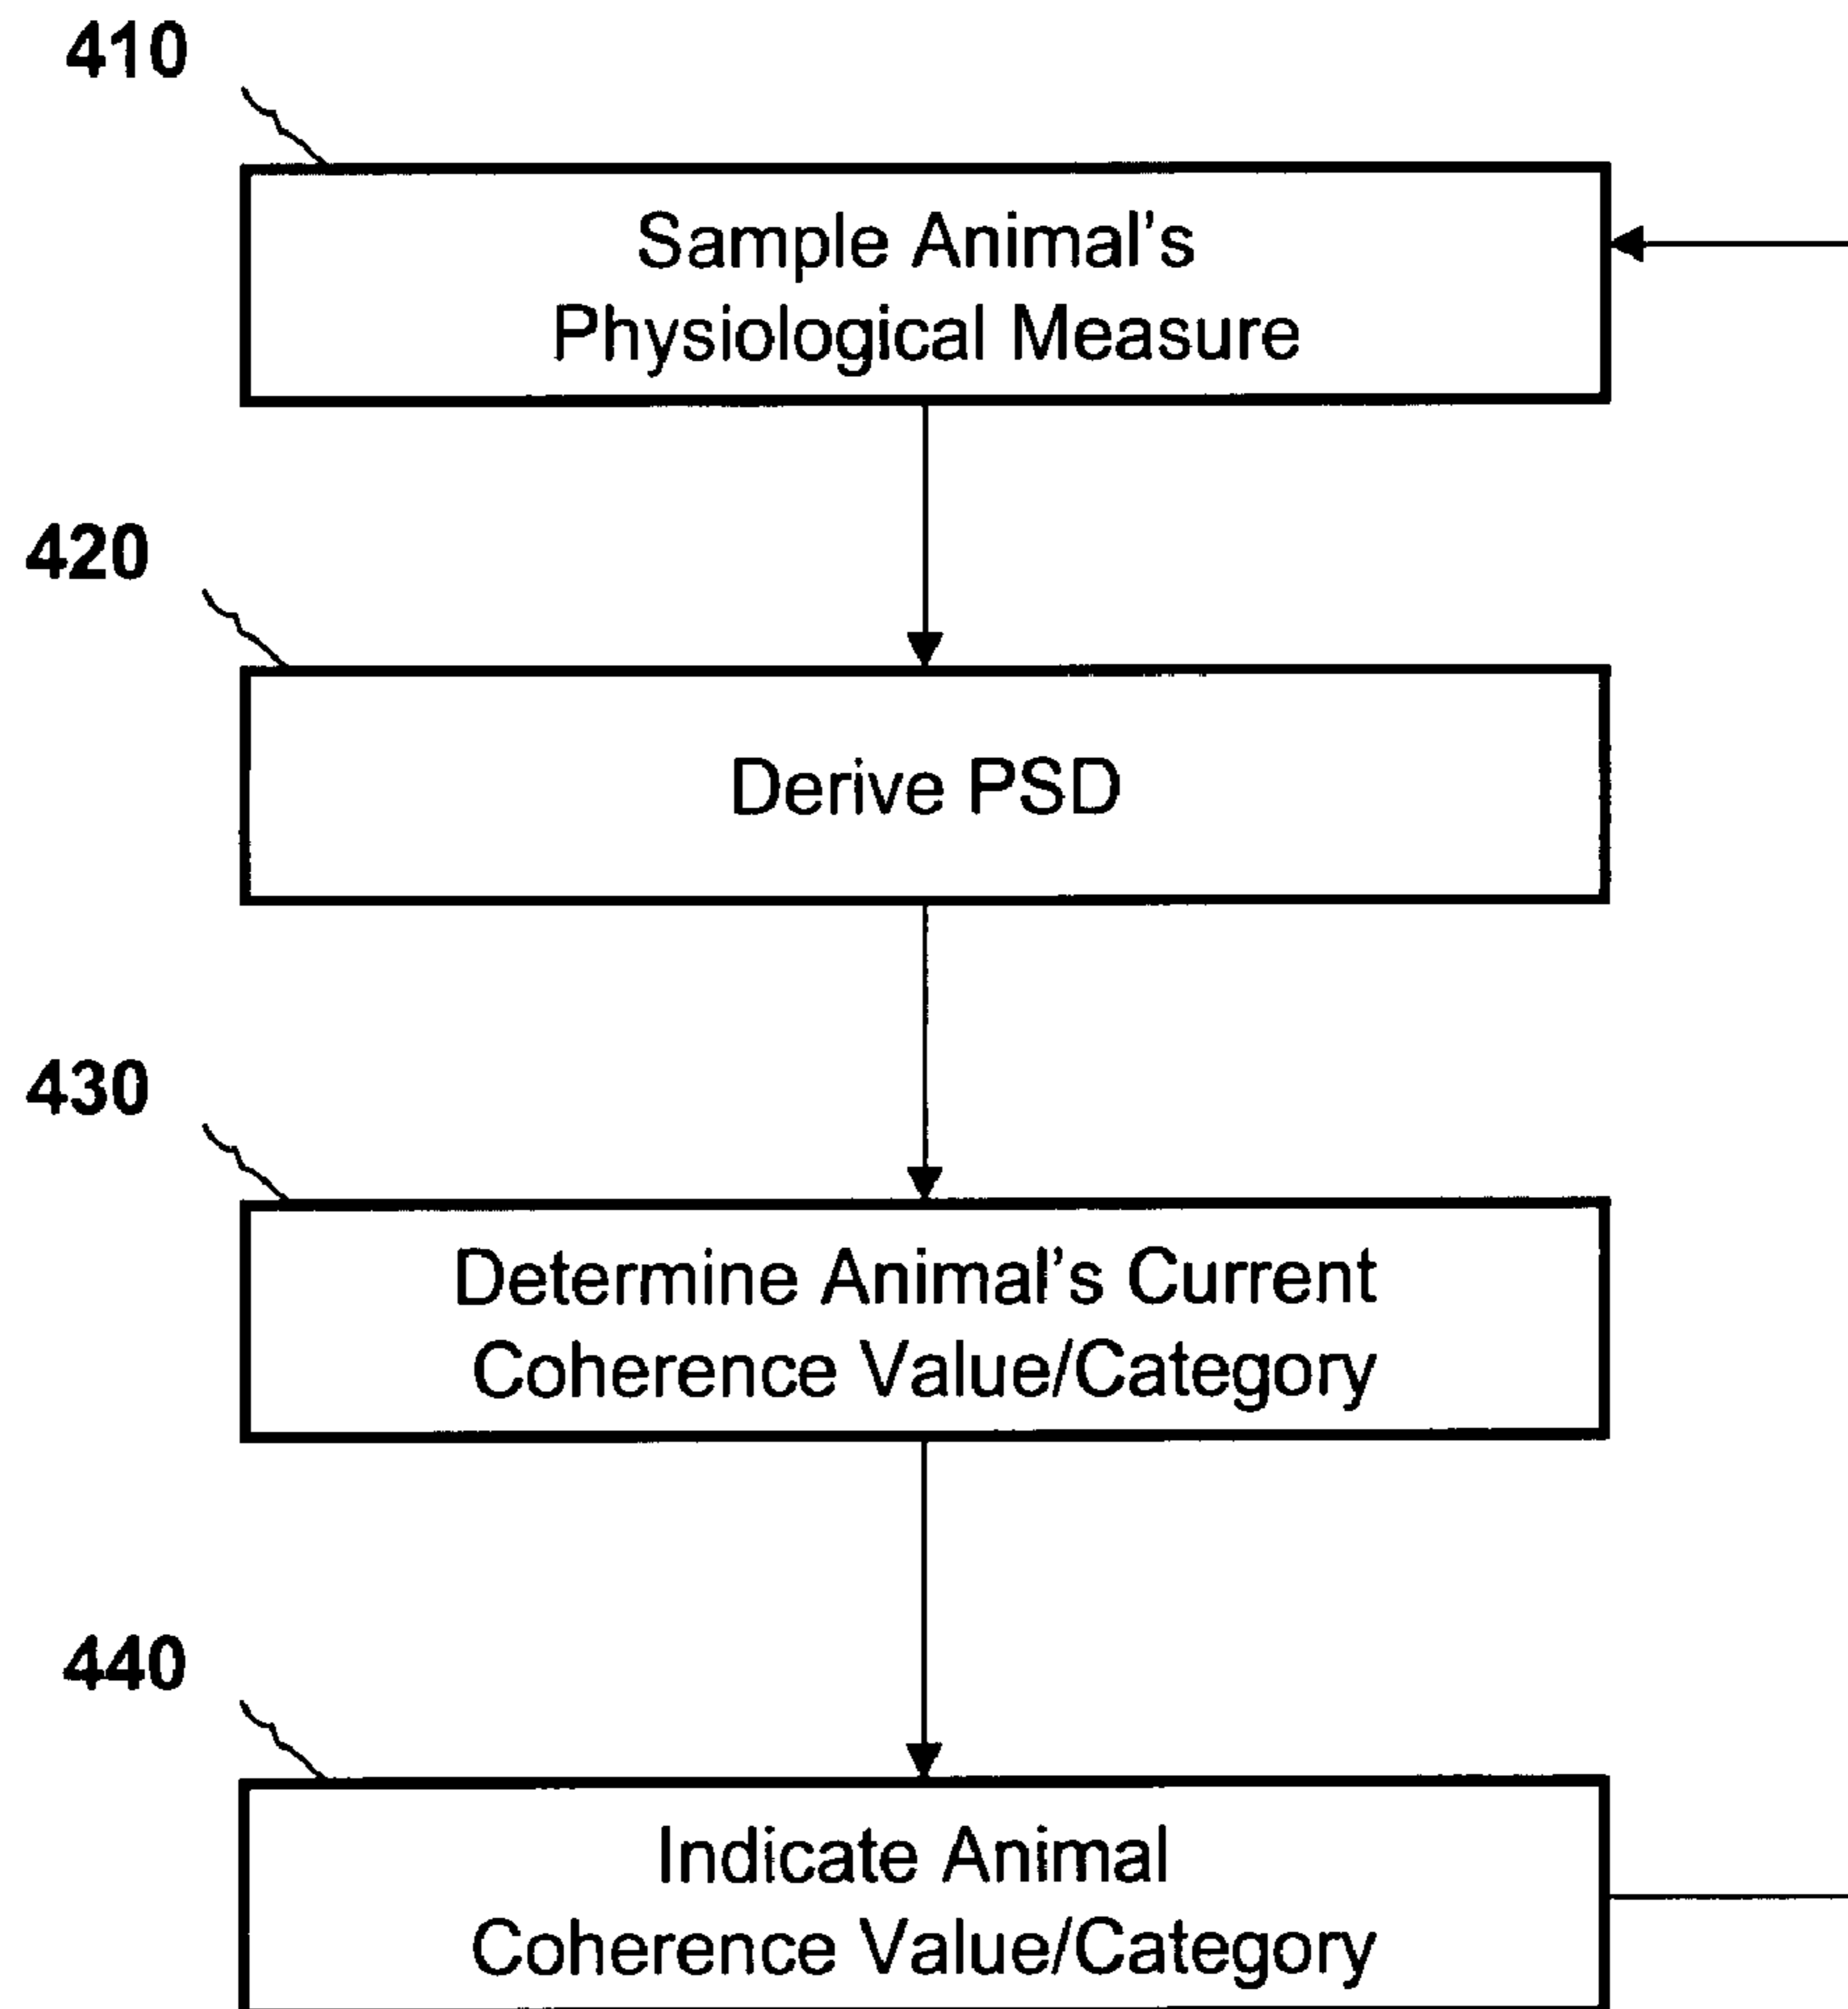 410
Sample Animal's
Physiological Measure
420
Derive PSD
430
Determine Animal's Current
Coherence Value/Category
440
Indicate Animal
Coherence Value/Category